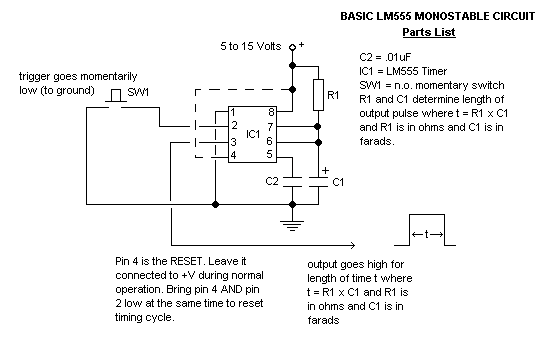 BASIC LM555 MONOSTABLE CIRCUIT
Parts List
C2 = .01uF
IC1 = LM555 Timer
SW1 = n.o. momentary switch
R1 and C1 determine length of
output pulse where t = R1 x C1
and R1 is in ohms and C1 is in
farads.
5 to 15 Volts
+
trigger goes momentarily
low (to ground)
SW1
R1
1
8
2
7
IC1
3
6
4
5
+
C2
C1
t
Pin 4 is the RESET. Leave it
connected to +V during normal
operation. Bring pin 4 AND pin
2 low at the same time to reset
timing cycle.
output goes high for
length of time t where
t = R1 x C1 and R1 is
in ohms and C1 is in
farads